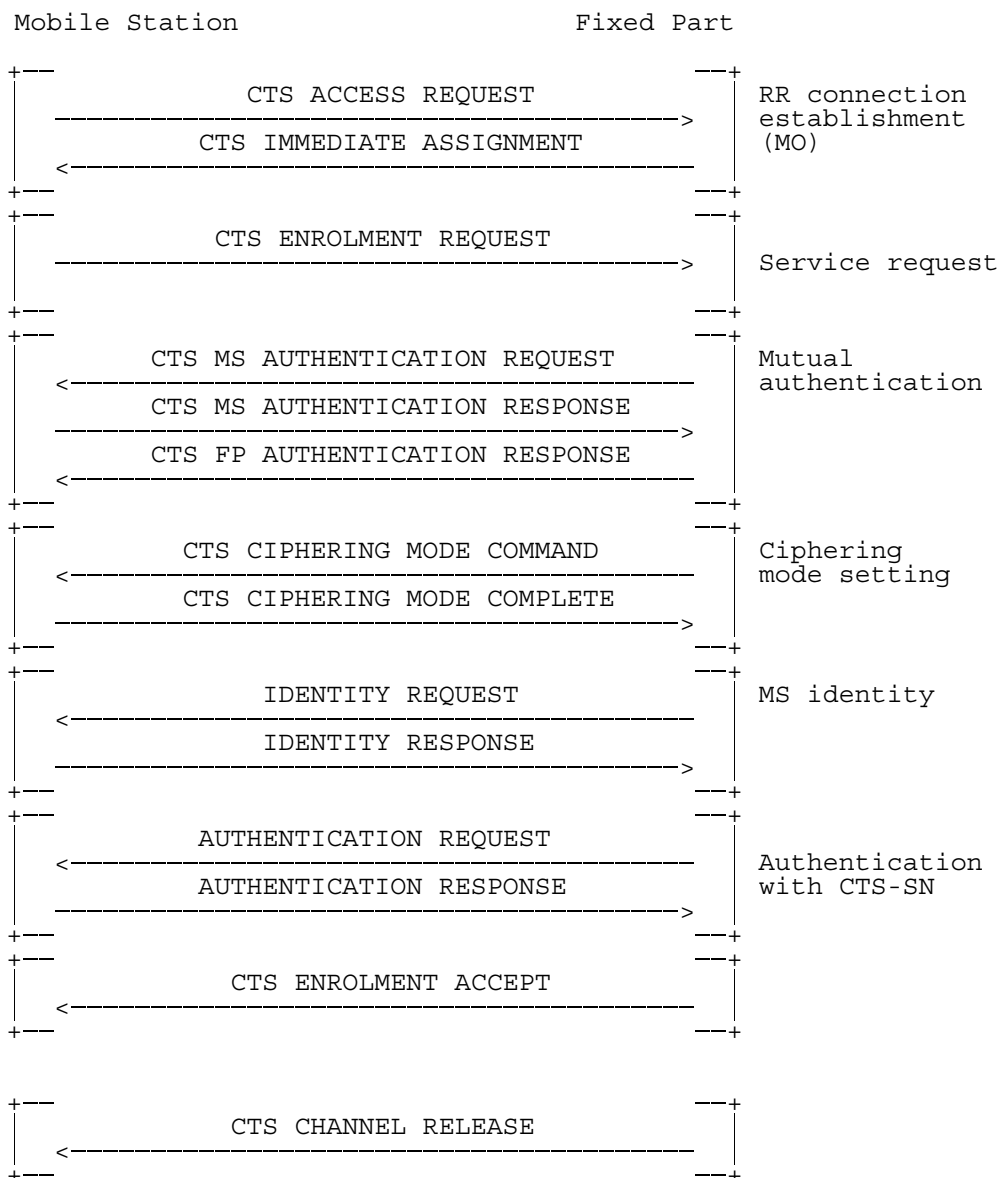 Mobile Station Fixed Part
CTS ACCESS REQUEST RR connection
establishment
CTS IMMEDIATE ASSIGNMENT (MO)
CTS ENROLMENT REQUEST
Service request
CTS MS AUTHENTICATION REQUEST Mutual
authentication
CTS MS AUTHENTICATION RESPONSE
CTS FP AUTHENTICATION RESPONSE
CTS CIPHERING MODE COMMAND Ciphering
mode setting
CTS CIPHERING MODE COMPLETE
IDENTITY REQUEST MS identity
IDENTITY RESPONSE
AUTHENTICATION REQUEST
Authentication
AUTHENTICATION RESPONSE with CTS-SN
CTS ENROLMENT ACCEPT
CTS CHANNEL RELEASE